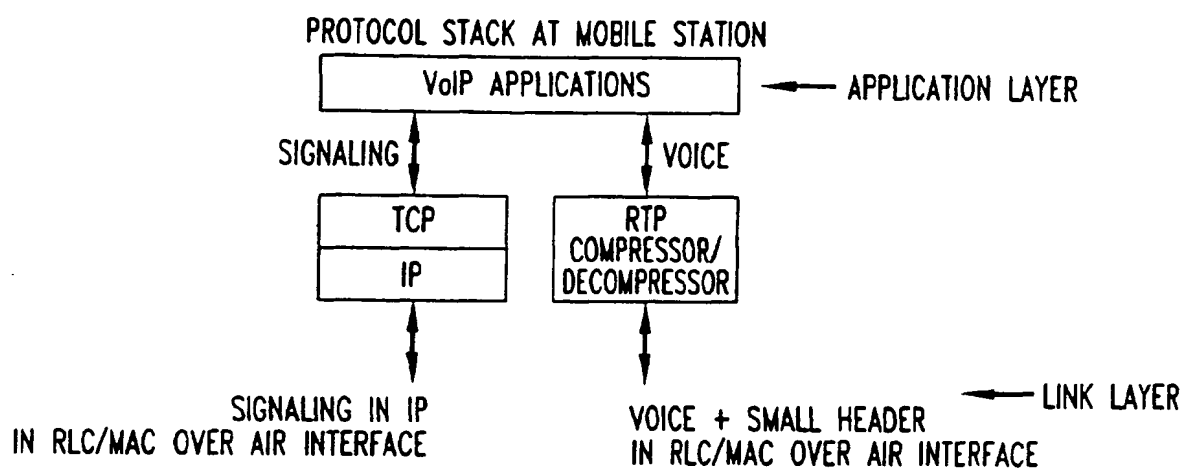 PROTOCOL STACK AT MOBILE STATION
VoIP APPLICATIONS
APPLICATION LAYER
SIGNALING
VOICE
TCP
IP
RTP
COMPRESSOR/
DECOMPRESSOR
SIGNALING IN IP
IN RLC/MAC OVER AIR INTERFACE
VOICE + SMALL HEADER
IN RLC/MAC OVER AIR INTERFACE
LINK LAYER